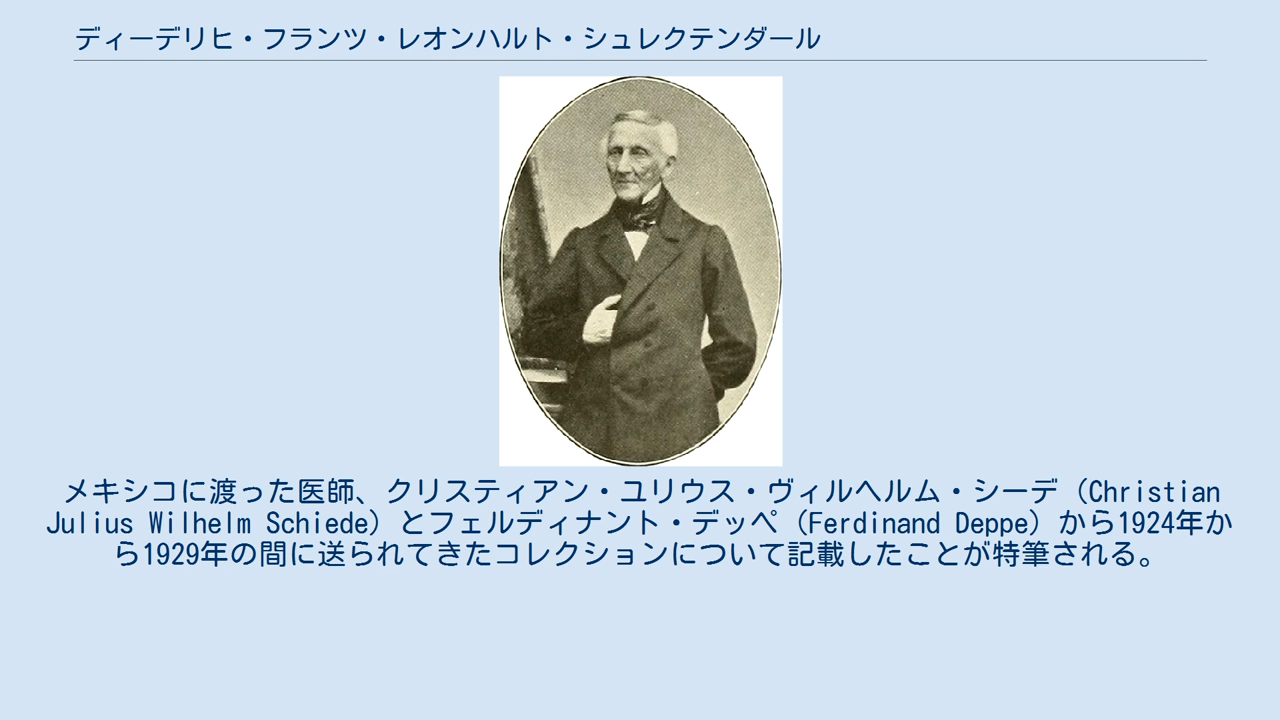 ディーデリヒ・フランツ・レオンハルト・シュレクテンダール
メキシコに渡った医師、クリスティアン・ユリウス・ヴィルヘルム・シーデ（Christian
Julius Wilhelm Schiede）とフェルディナント・デッペ（Ferdinand Deppe）から1924年か
ら1929年の間に送られてきたコレクションについて記載したことが特筆される。